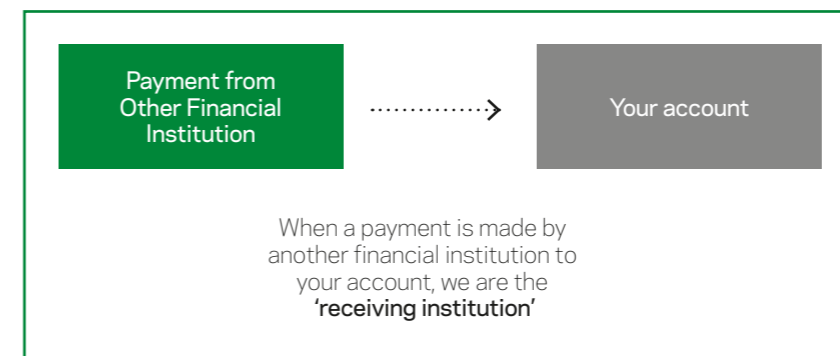 Payment from
Other Financial
Institution
Your account
When a payment is made by
another financial institution to
your account, we are the
‘receiving institution’